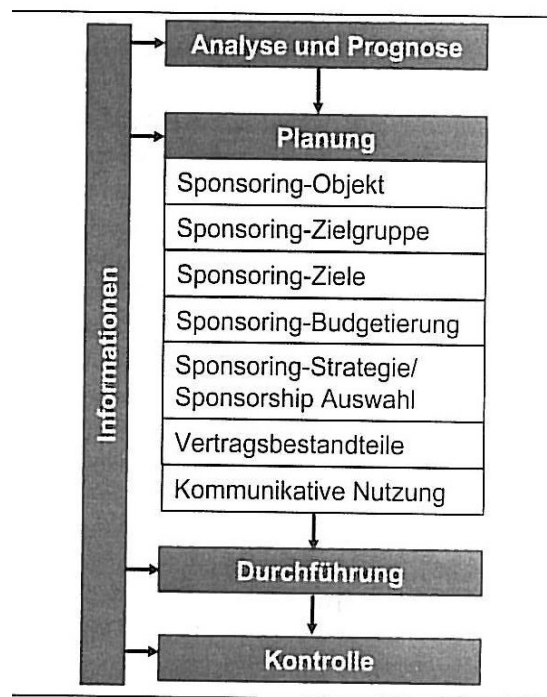 Informationen
Analyse und Prognose
Planung
Sponsoring-Objekt
Sponsoring-Zielgruppe
Sponsoring-Ziele
Sponsoring-Budgetierung
Sponsoring-Strategie/
Sponsorship Auswahl
Vertragsbestandteile
Kommunikative Nutzung
Durchführung
Kontrolle